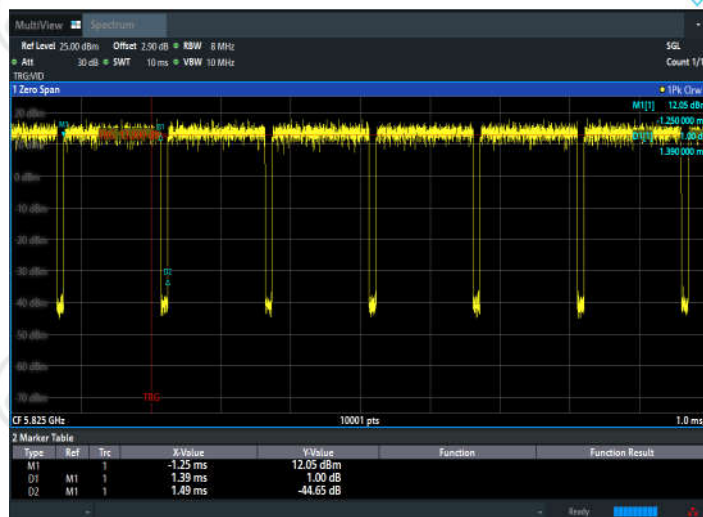 MultiView Spectrum
Ref Level 25.00 dBm Offset 2.90 dB RBW 8 MHz SGL
Att 30 dB SWT 10 ms VBW 10 MHz Count 1/1
TRG:VID
1 Zero Span 1Pk Clrw
M1[1] 12.05 dBm
20 dBm M1 -1.250 000 m
D1 D1[1] 1.00 d
10 dBm 1.390 000 m
0 dBm
-10 dBm
-20 dBm
-30 dBm D2
-40 dBm
-50 dBm
-60 dBm
-70 dBm TRG
CF 5.825 GHz 10001 pts 1.0 ms
2 Marker Table
Type Ref Trc X-Value Y-Value Function Function Result
M1 1 -1.25 ms 12.05 dBm
D1 M1 1 1.39 ms 1.00 dB
D2 M1 1 1.49 ms -44.65 dB
Ready